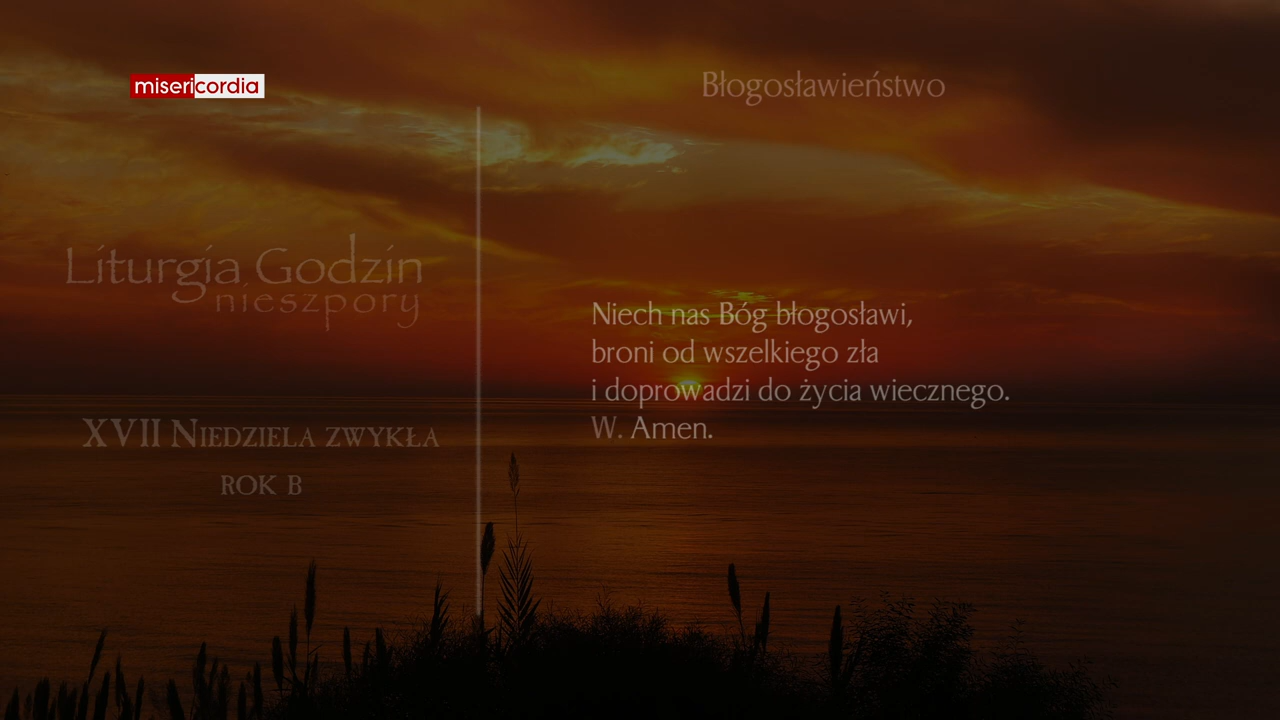 misericordia
Błogosławieństwo
Liturgia Godzin
nieszpory
XVII Niedziela zwykła
rok B
Niech nas Bóg błogosławi,
broni od wszelkiego zła
i doprowadzi do życia wiecznego.
W. Amen.